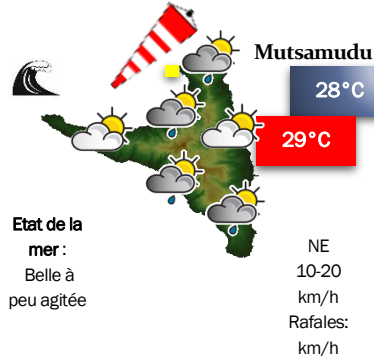 Mutsamudu
28°C
29°C
Etat de la
mer :
Belle à
peu agitée
NE
10-20
km/h
Rafales:
km/h